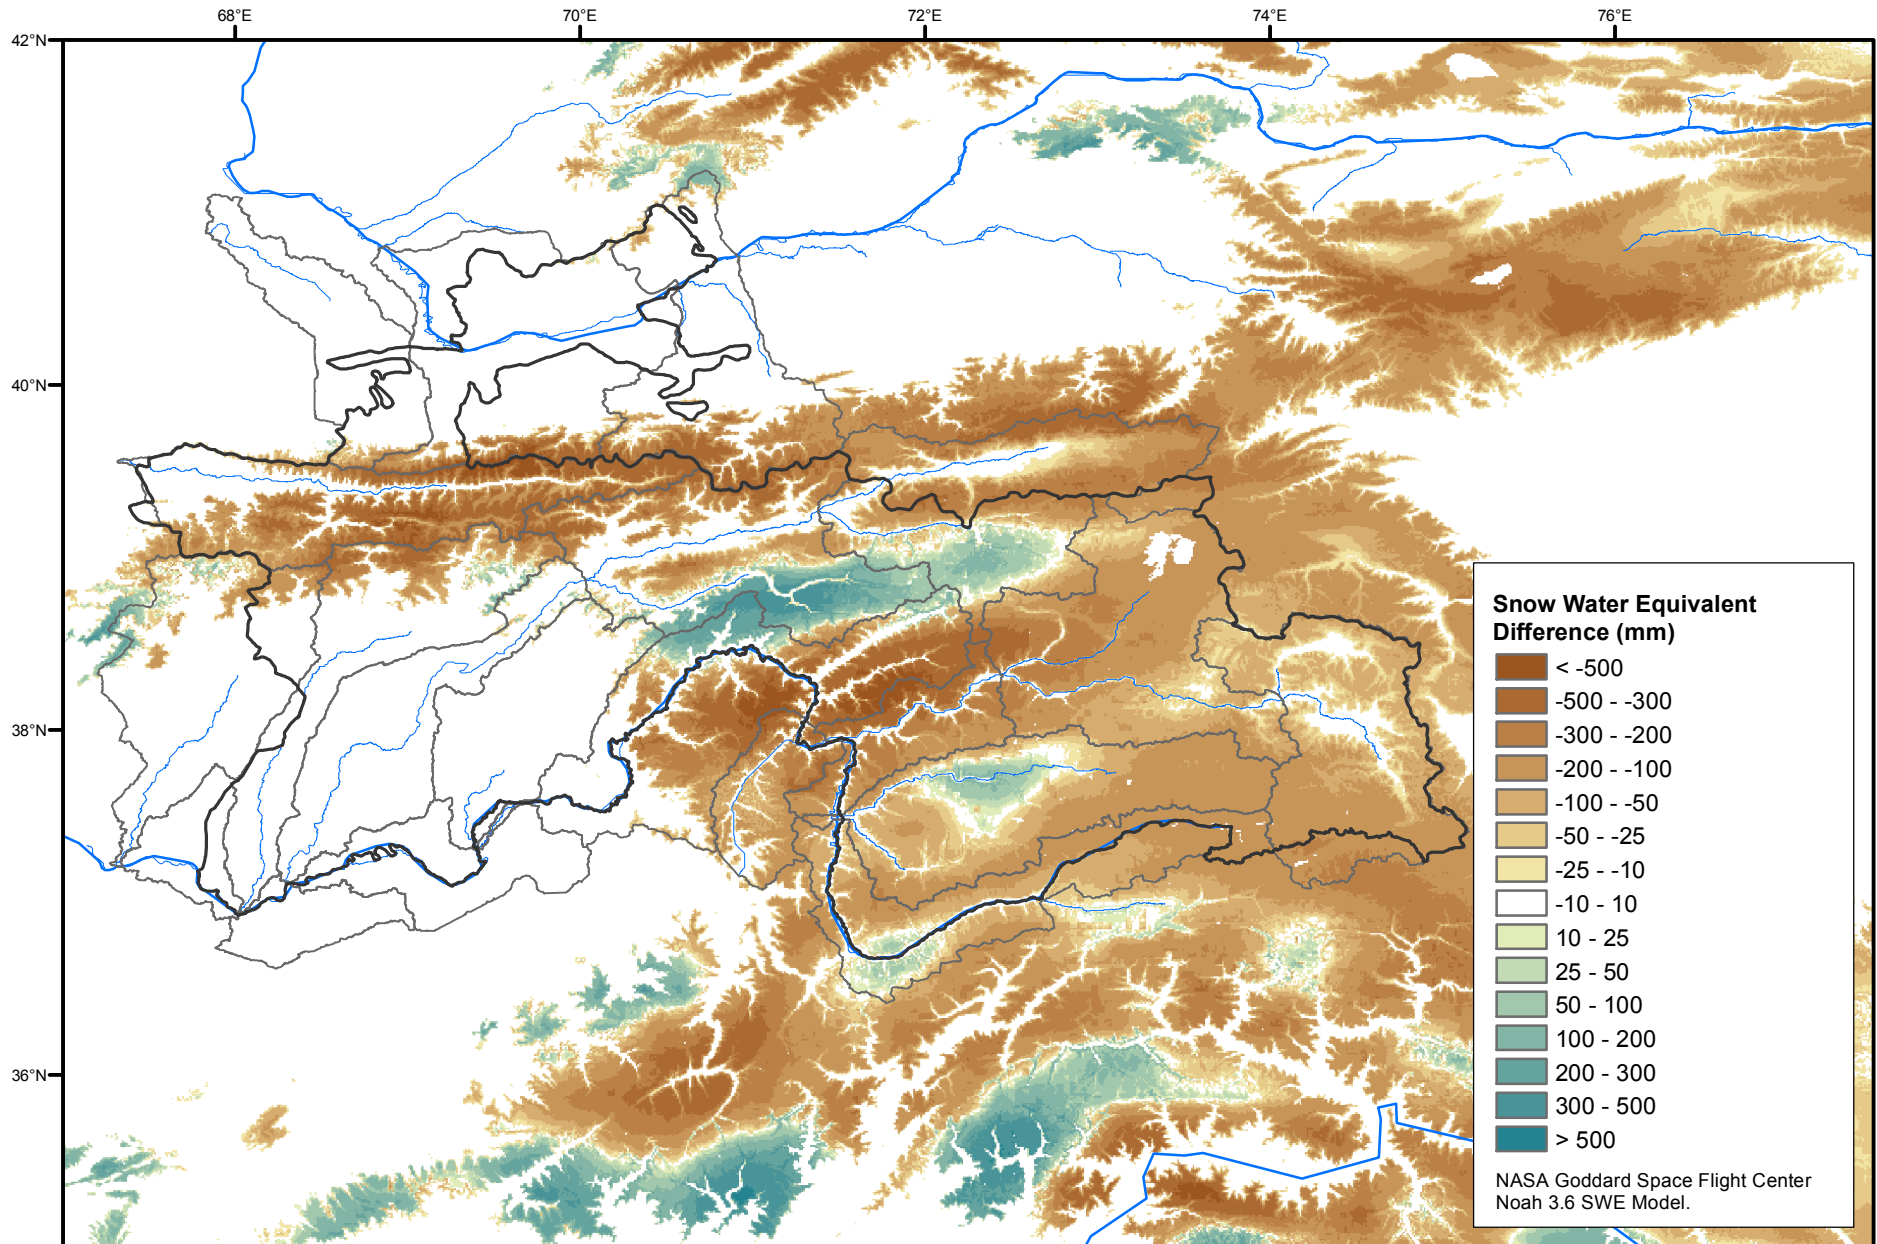 68°E
70°E
72°E
74°E
76°E
42°N
40°N
38°N
36°N
Snow Water Equivalent
Difference (mm)
< -500
-500 - -300
-300 - -200
-200 - -100
-100 - -50
-50 - -25
-25 - -10
-10 - 10
10 - 25
25 - 50
50 - 100
100 - 200
200 - 300
300 - 500
> 500
NASA Goddard Space Flight Center
Noah 3.6 SWE Model.